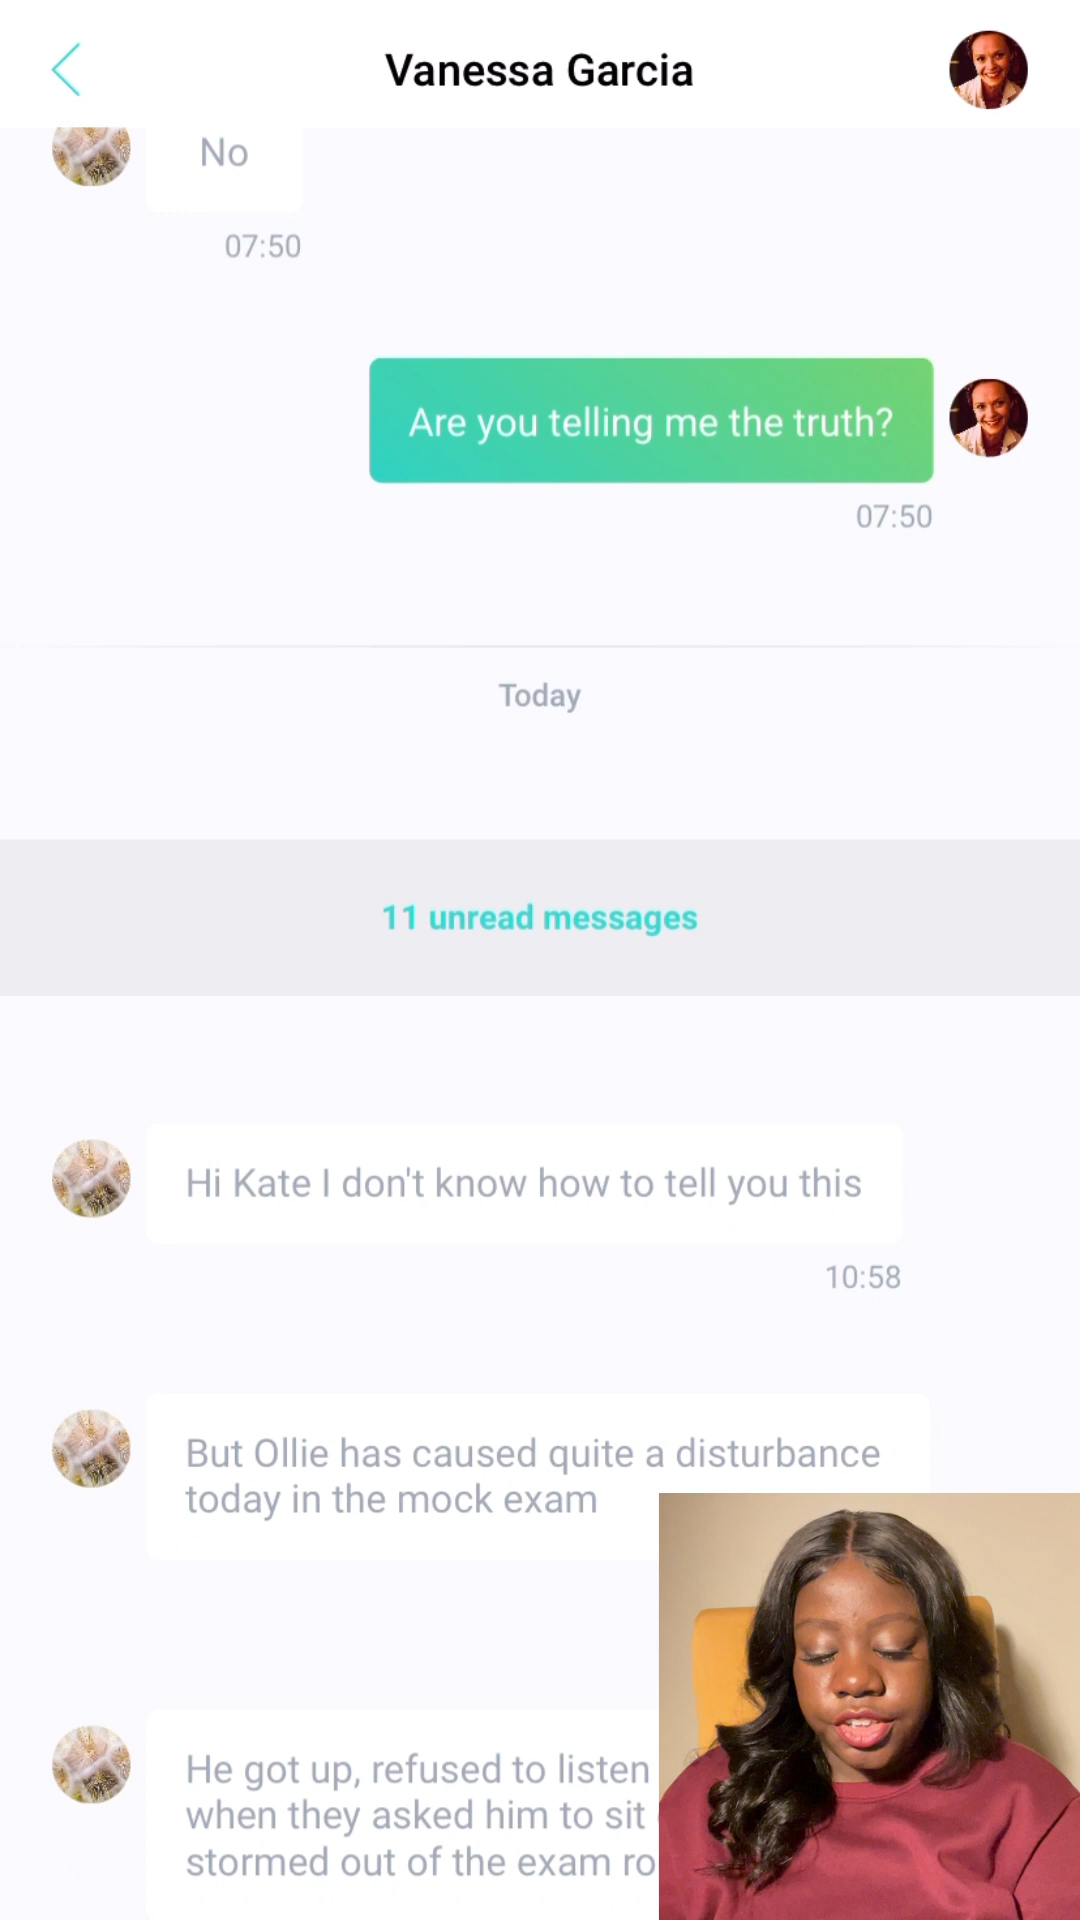 Vanessa Garcia
No
07:50
Are you telling me the truth?
07:50
Today
11 unread messages
Hi Kate I don't know how to tell you this
10:58
But Ollie has caused quite a disturbance
today in the mock exam
He got up, refused to listen
when they asked him to sit
stormed out of the exam